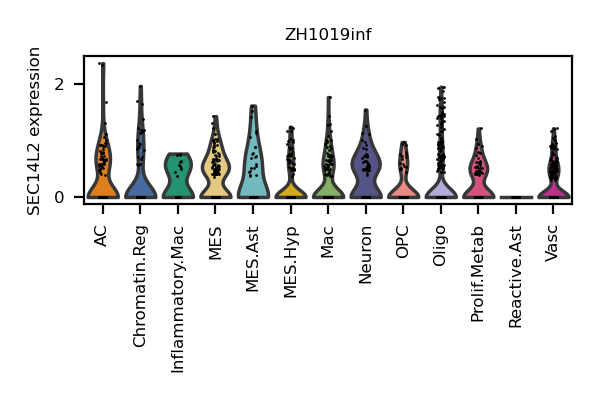 ZH1019inf
SEC14L2 expression
2
0
AC
Chromatin.Reg
Inflammatory.Mac
MES
MES.Ast
MES.Hyp
Mac
Neuron
OPC
Oligo
Prolif.Metab
Reactive.Ast
Vasc